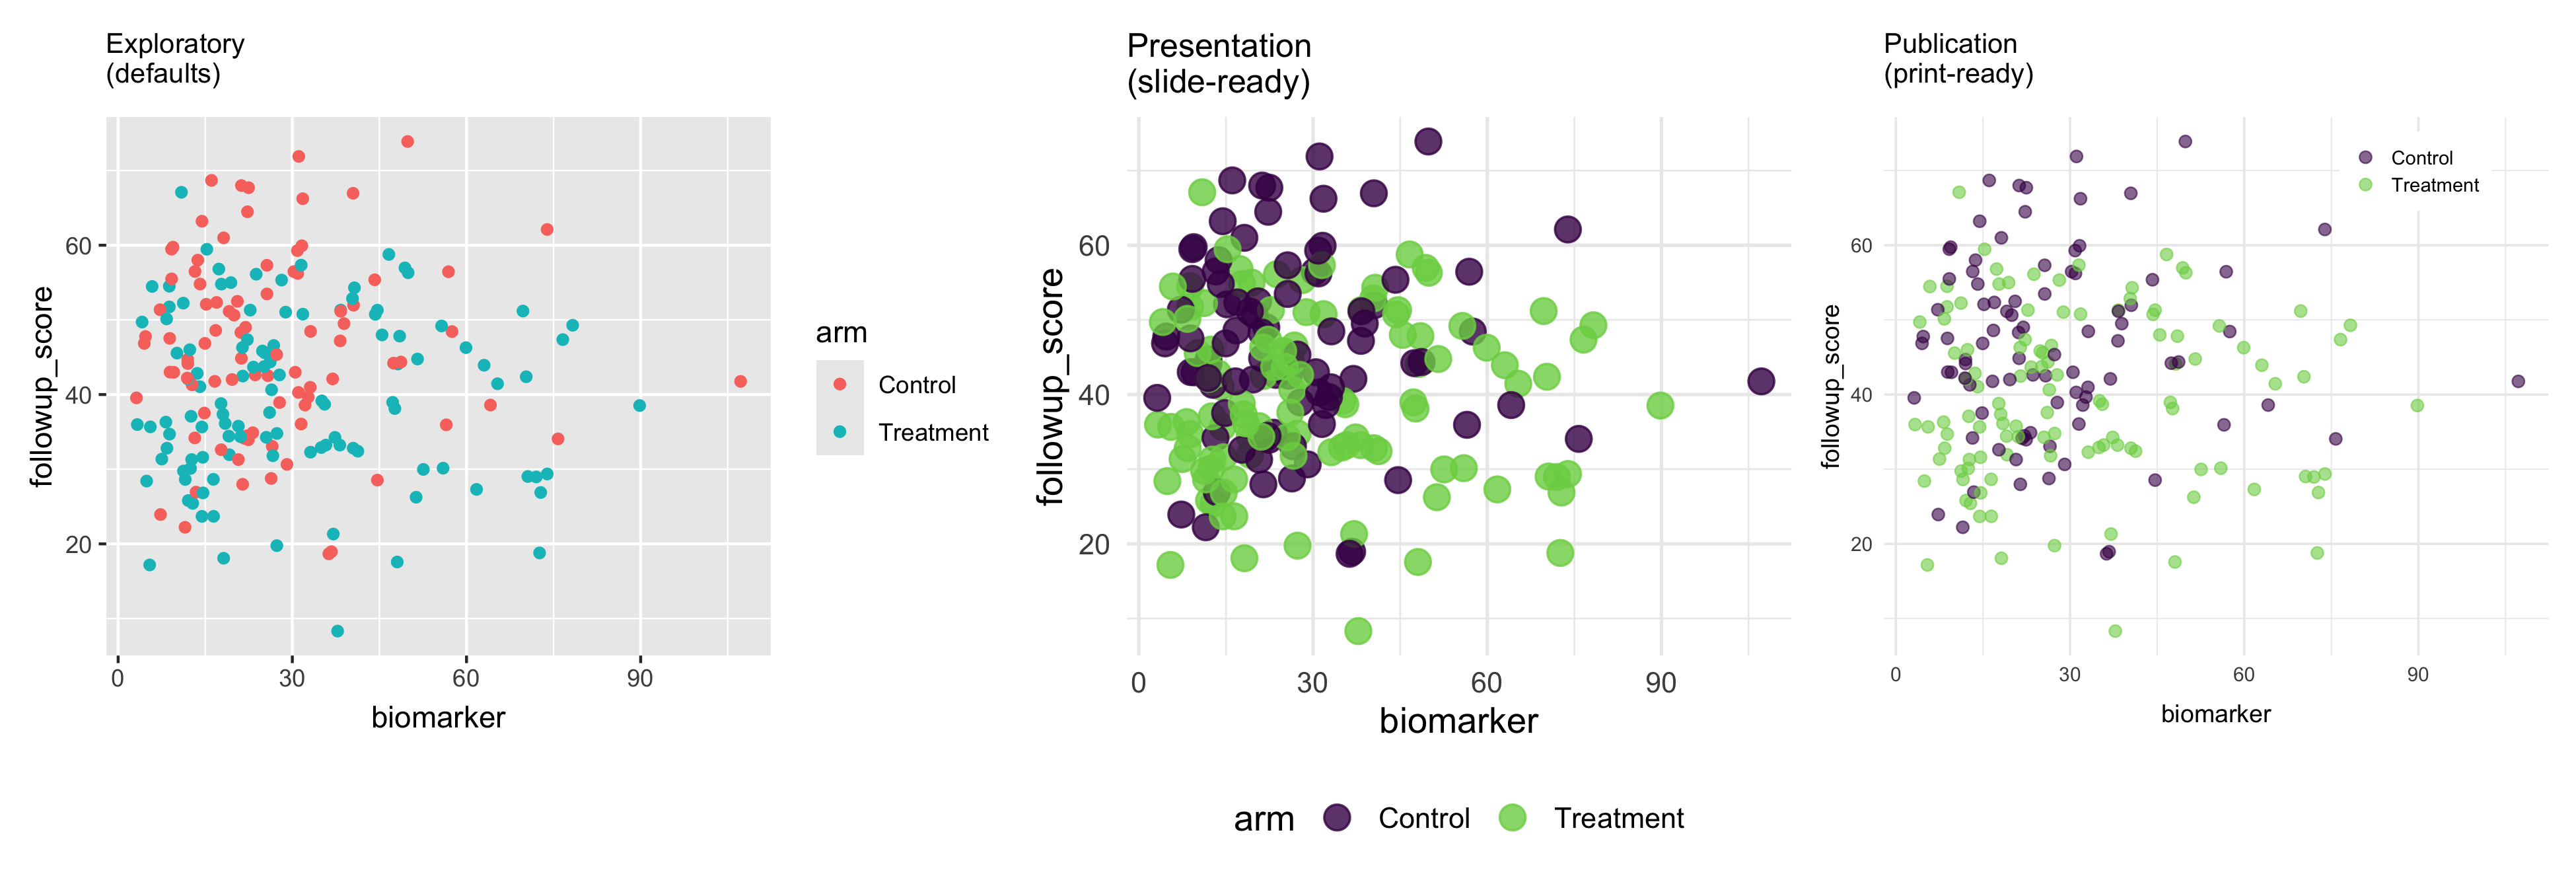 Exploratory
(defaults)
followup_score
60
40
20
0 30 60 90
biomarker
arm
Control
Treatment
Presentation
(slide-ready)
followup_score
60
40
20
0 30 60 90
biomarker
arm Control Treatment
Publication
(print-ready)
Control
Treatment
followup_score
60
40
20
0 30 60 90
biomarker